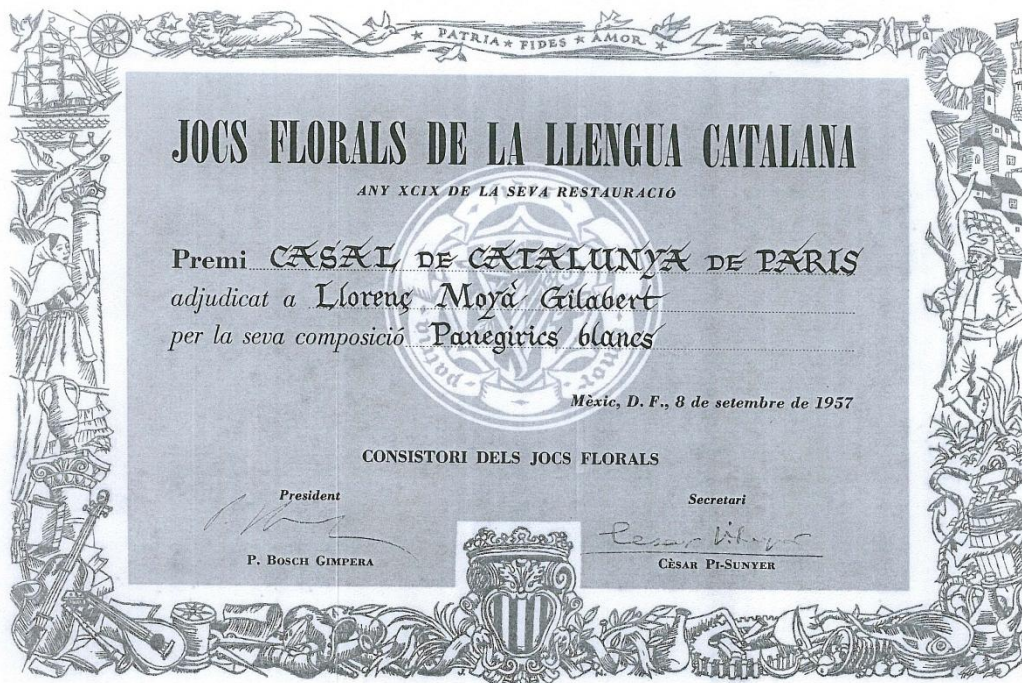 PATRIA ★ FIDES ★ AMOR
JOCS FLORALS DE LA LLENGUA CATALANA
ANY XCIX DE LA SEVA RESTAURACIÓ
Premi CASAL DE CATALUNYA DE PARIS
adjudicat a Llorenç Moyà Gilabert
per la seva composició Panegirics blancs
Mèxic, D. F., 8 de setembre de 1957
CONSISTORI DELS JOCS FLORALS
President
Secretari
P. BOSCH GIMPERA
CÈSAR PI-SUNYER